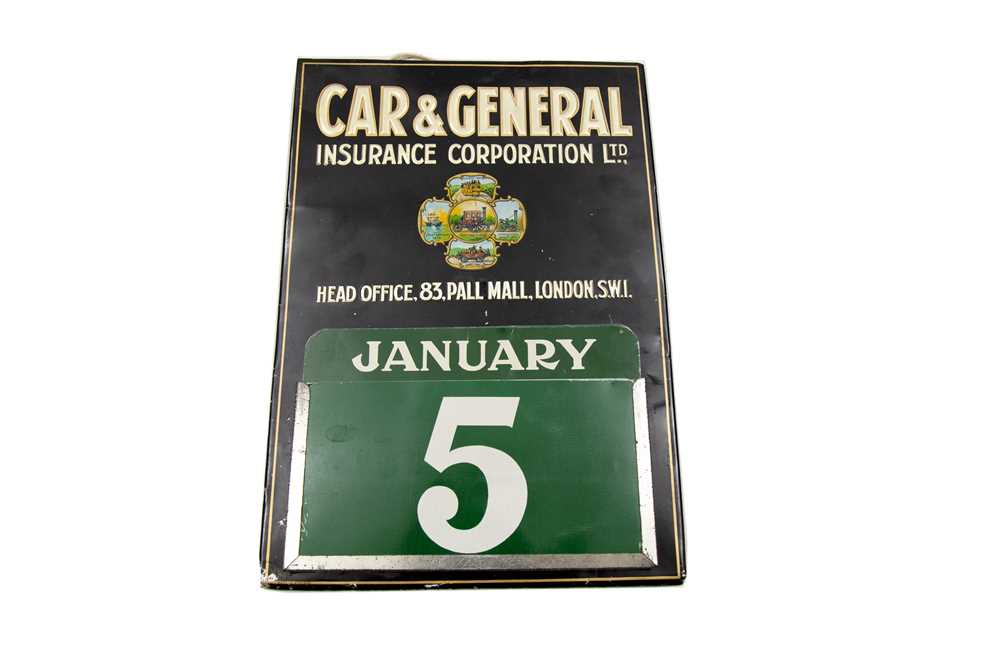 CAR & GENERAL
INSURANCE CORPORATION LTD.,
HEAD OFFICE, 83, PALL MALL, LONDON, S.W.1.
JANUARY
5